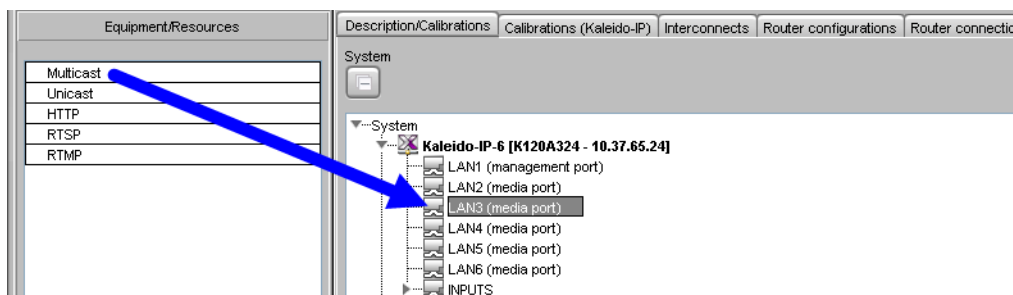 Equipment/Resources
Multicast
Unicast
HTTP
RTSP
RTMP
Description/Calibrations
Calibrations (Kaleido-IP)
Interconnects
Router configurations
Router connectio
System
System
Kaleido-IP-6 [K120A324 - 10.37.65.24]
LAN1 (management port)
LAN2 (media port)
LAN3 (media port)
LAN4 (media port)
LAN5 (media port)
LAN6 (media port)
INPUTS